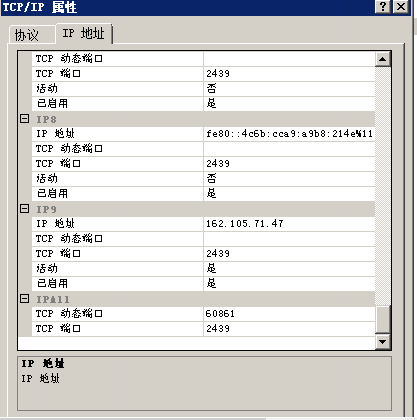 TCP/IP 属性
协议 IP 地址
TCP 动态端口
TCP 端口 2439
活动 否
已启用 是
IP8
IP 地址 fe80::4c6b:cca9:a9b8:214e%11
TCP 动态端口
TCP 端口 2439
活动 否
已启用 是
IP9
IP 地址 162.105.71.47
TCP 动态端口
TCP 端口 2439
活动 是
已启用 是
IPAll
TCP 动态端口 60861
TCP 端口 2439
IP 地址
IP 地址